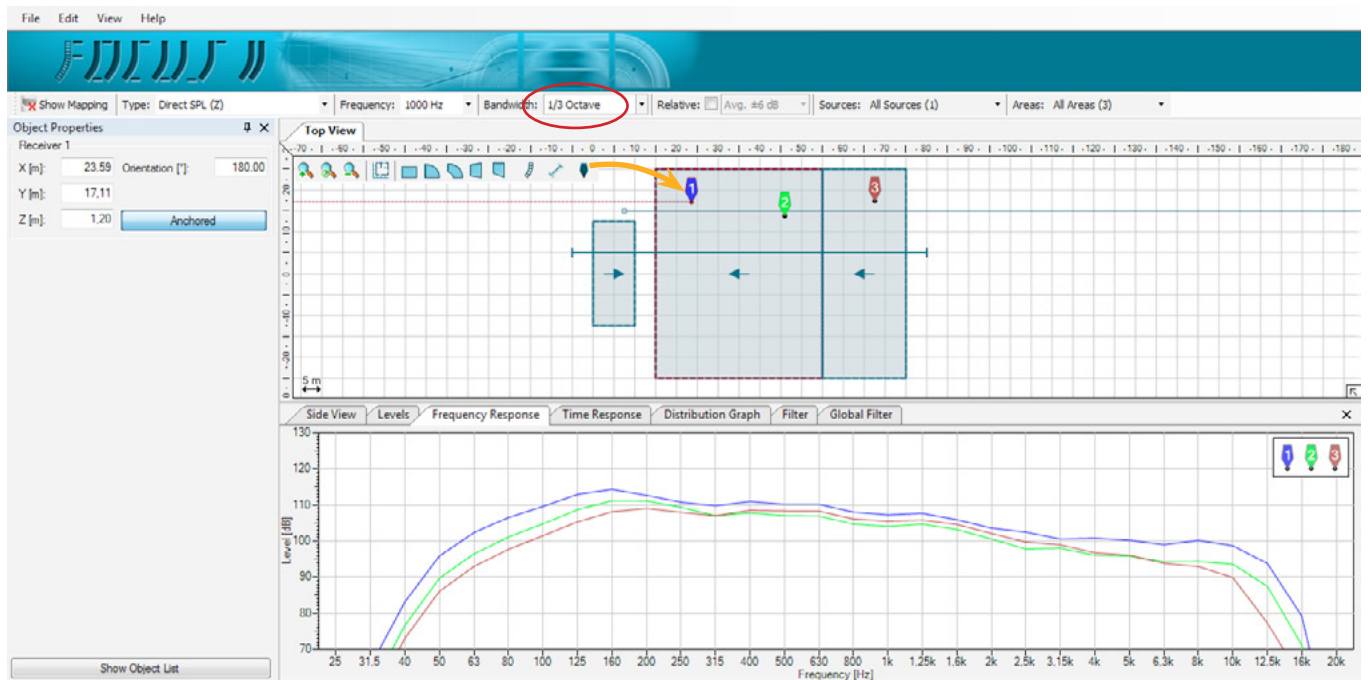 File Edit View Help
FOCUS II
Show Mapping Type: Direct SPL (Z) Frequency: 1000 Hz Bandwidth: 1/3 Octave Relative: Avg. ±6 dB Sources: All Sources (1) Areas: All Areas (3)
Object Properties
Receiver 1
X [m]: 23.59 Orientation [°]: 180.00
Y [m]: 17,11
Z [m]: 1,20 Anchored
Show Object List
Top View
-70 -60 -50 -40 -30 -20 -10 0 10 20 30 40 50 60 70 80 90 -100 -110 -120 -130 -140 -150 -160 -170 -180
20
10
0
-10
-20
1
2
3
5 m
Side View Levels Frequency Response Time Response Distribution Graph Filter Global Filter
130
120
110
100
90
80
70
Level [dB]
1 2 3
25 31.5 40 50 63 80 100 125 160 200 250 315 400 500 630 800 1k 1.25k 1.6k 2k 2.5k 3.15k 4k 5k 6.3k 8k 10k 12.5k 16k 20k
Frequency [Hz]